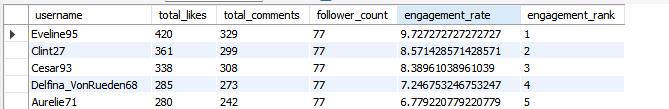 username total_likes total_comments follower_count engagement_rate engagement_rank
Eveline95 420 329 77 9.727272727272727 1
Clint27 361 299 77 8.571428571428571 2
Cesar93 338 308 77 8.38961038961039 3
Delfina_VonRueden68 285 273 77 7.246753246753247 4
Aurelie71 280 242 77 6.779220779220779 5